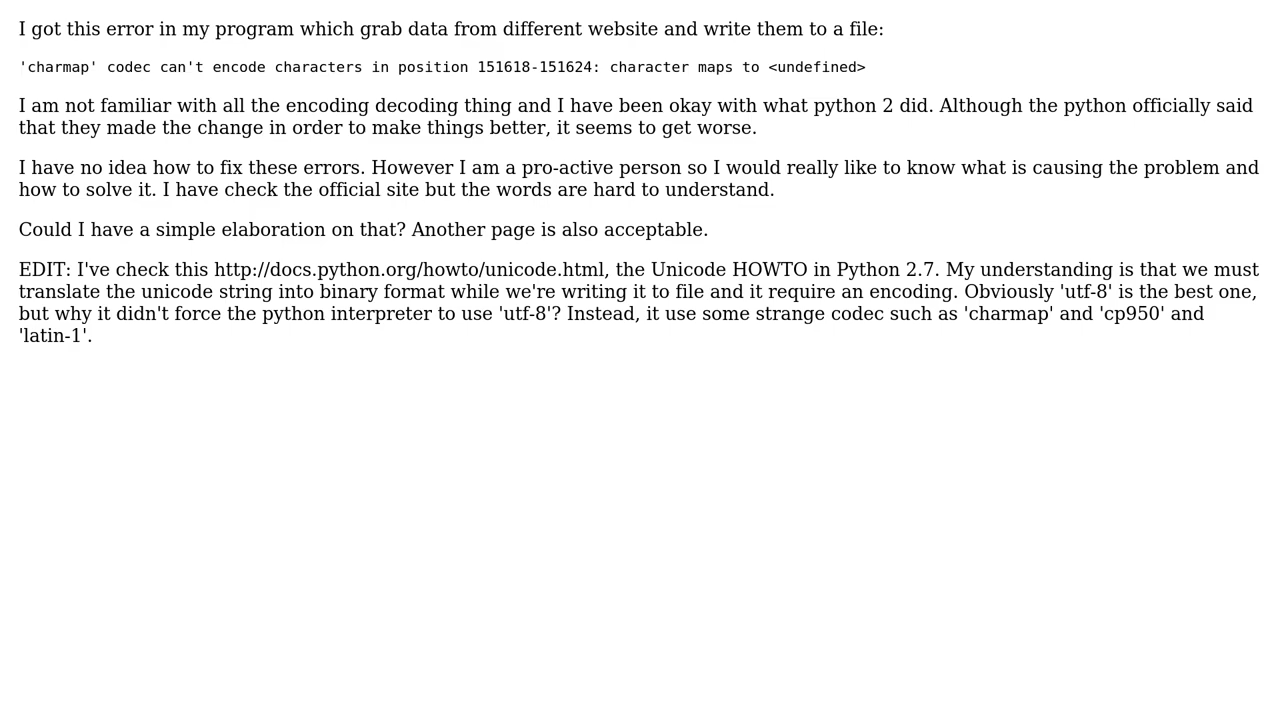 I got this error in my program which grab data from different website and write them to a file:
'charmap' codec can't encode characters in position 151618-151624: character maps to <undefined>
I am not familiar with all the encoding decoding thing and I have been okay with what python 2 did. Although the python officially said
that they made the change in order to make things better, it seems to get worse.
I have no idea how to fix these errors. However I am a pro-active person so I would really like to know what is causing the problem and
how to solve it. I have check the official site but the words are hard to understand.
Could I have a simple elaboration on that? Another page is also acceptable.
EDIT: I've check this http://docs.python.org/howto/unicode.html, the Unicode HOWTO in Python 2.7. My understanding is that we must
translate the unicode string into binary format while we're writing it to file and it require an encoding. Obviously 'utf-8' is the best one,
but why it didn't force the python interpreter to use 'utf-8'? Instead, it use some strange codec such as 'charmap' and 'cp950' and
'latin-1'.